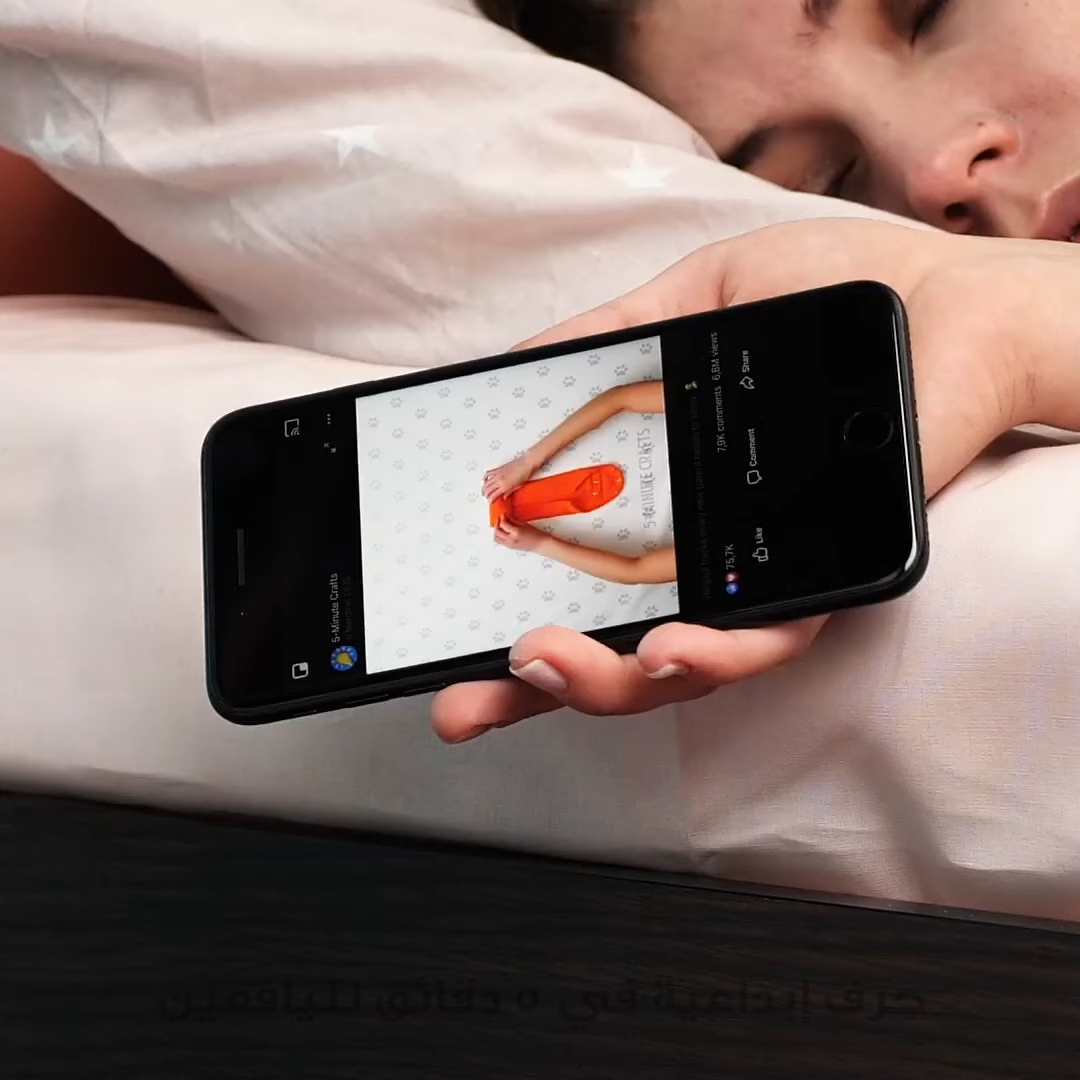 5-Minute Crafts
5-MINUTE CRAFTS
75,7K
7,9K comments 6,8M views
Like
Comment
Share
حرف إبداعية في ٥ دقائق لليافعين